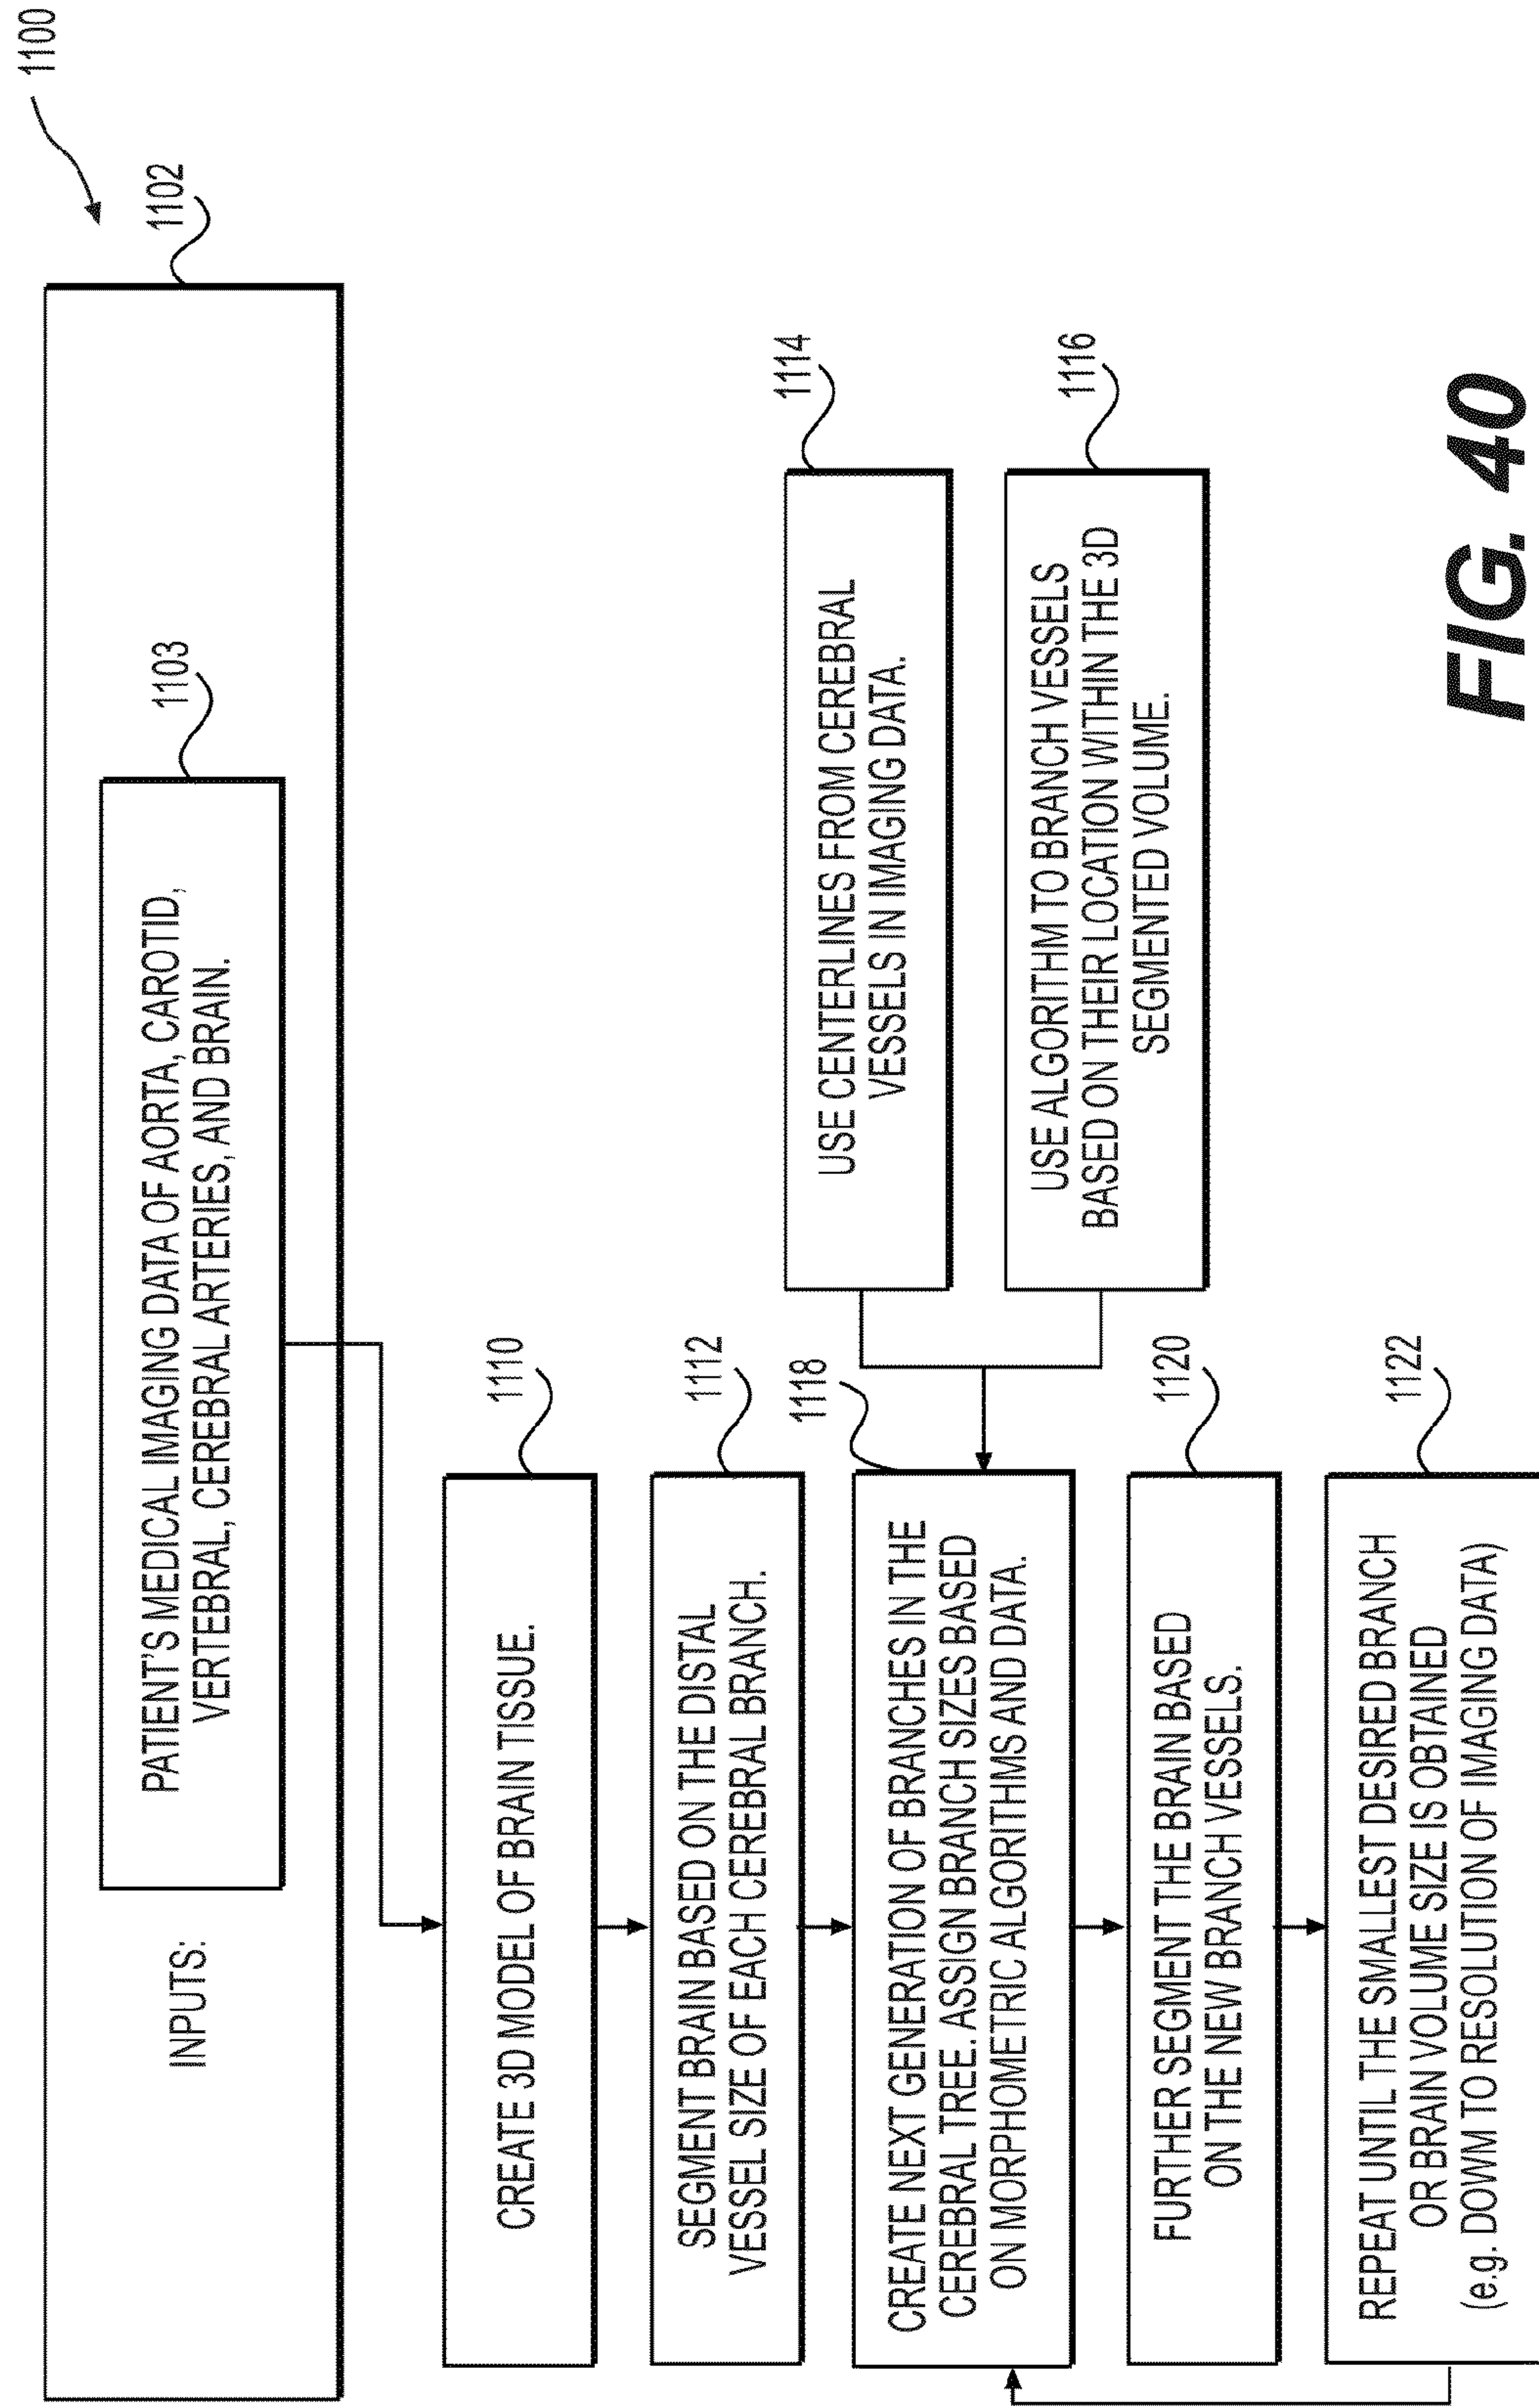 1100
1102
1103
INPUTS:
PATIENT'S MEDICAL IMAGING DATA OF AORTA, CAROTID,
VERTEBRAL, CEREBRAL ARTERIES, AND BRAIN.
1110
CREATE 3D MODEL OF BRAIN TISSUE.
1112
SEGMENT BRAIN BASED ON THE DISTAL
VESSEL SIZE OF EACH CEREBRAL BRANCH.
1114
USE CENTERLINES FROM CEREBRAL
VESSELS IN IMAGING DATA.
1118
CREATE NEXT GENERATION OF BRANCHES IN THE
CEREBRAL TREE. ASSIGN BRANCH SIZES BASED
ON MORPHOMETRIC ALGORITHMS AND DATA.
1116
USE ALGORITHM TO BRANCH VESSELS
BASED ON THEIR LOCATION WITHIN THE 3D
SEGMENTED VOLUME.
1120
FURTHER SEGMENT THE BRAIN BASED
ON THE NEW BRANCH VESSELS.
1122
REPEAT UNTIL THE SMALLEST DESIRED BRANCH
OR BRAIN VOLUME SIZE IS OBTAINED
(e.g. DOWM TO RESOLUTION OF IMAGING DATA)
FIG. 40